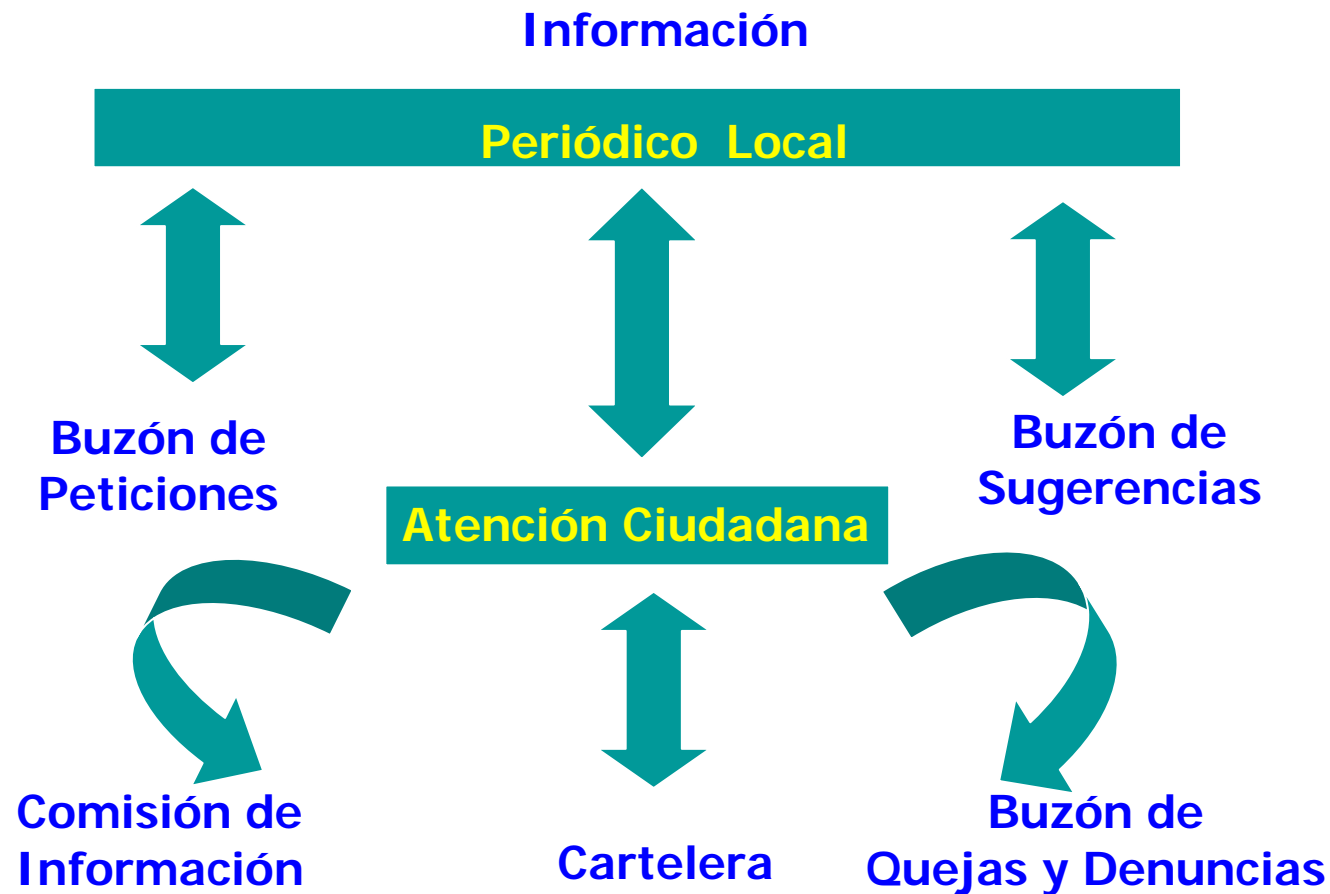 Información
Periódico Local
Buzón de
Peticiones
Buzón de
Sugerencias
Atención Ciudadana
Comisión de
Información
Cartelera
Buzón de
Quejas y Denuncias